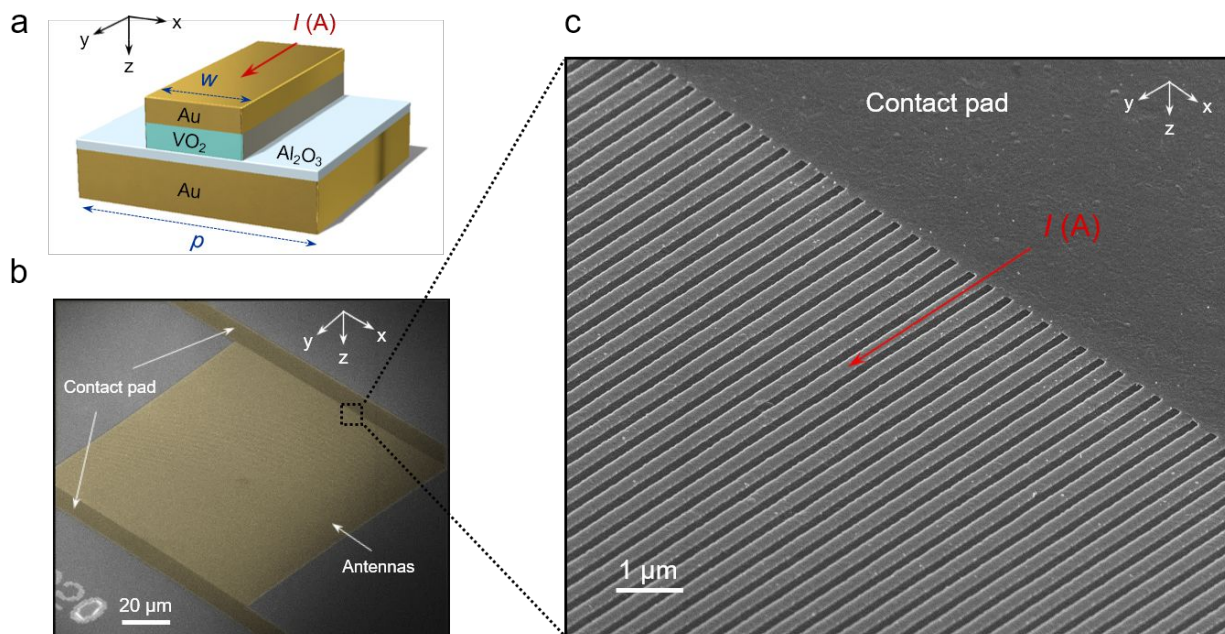 a
x
y
z
I (A)
w
Au
VO₂
Al₂O₃
Au
p
b
y
x
z
Contact pad
Antennas
20 µm
c
Contact pad
y
x
z
I (A)
1 µm